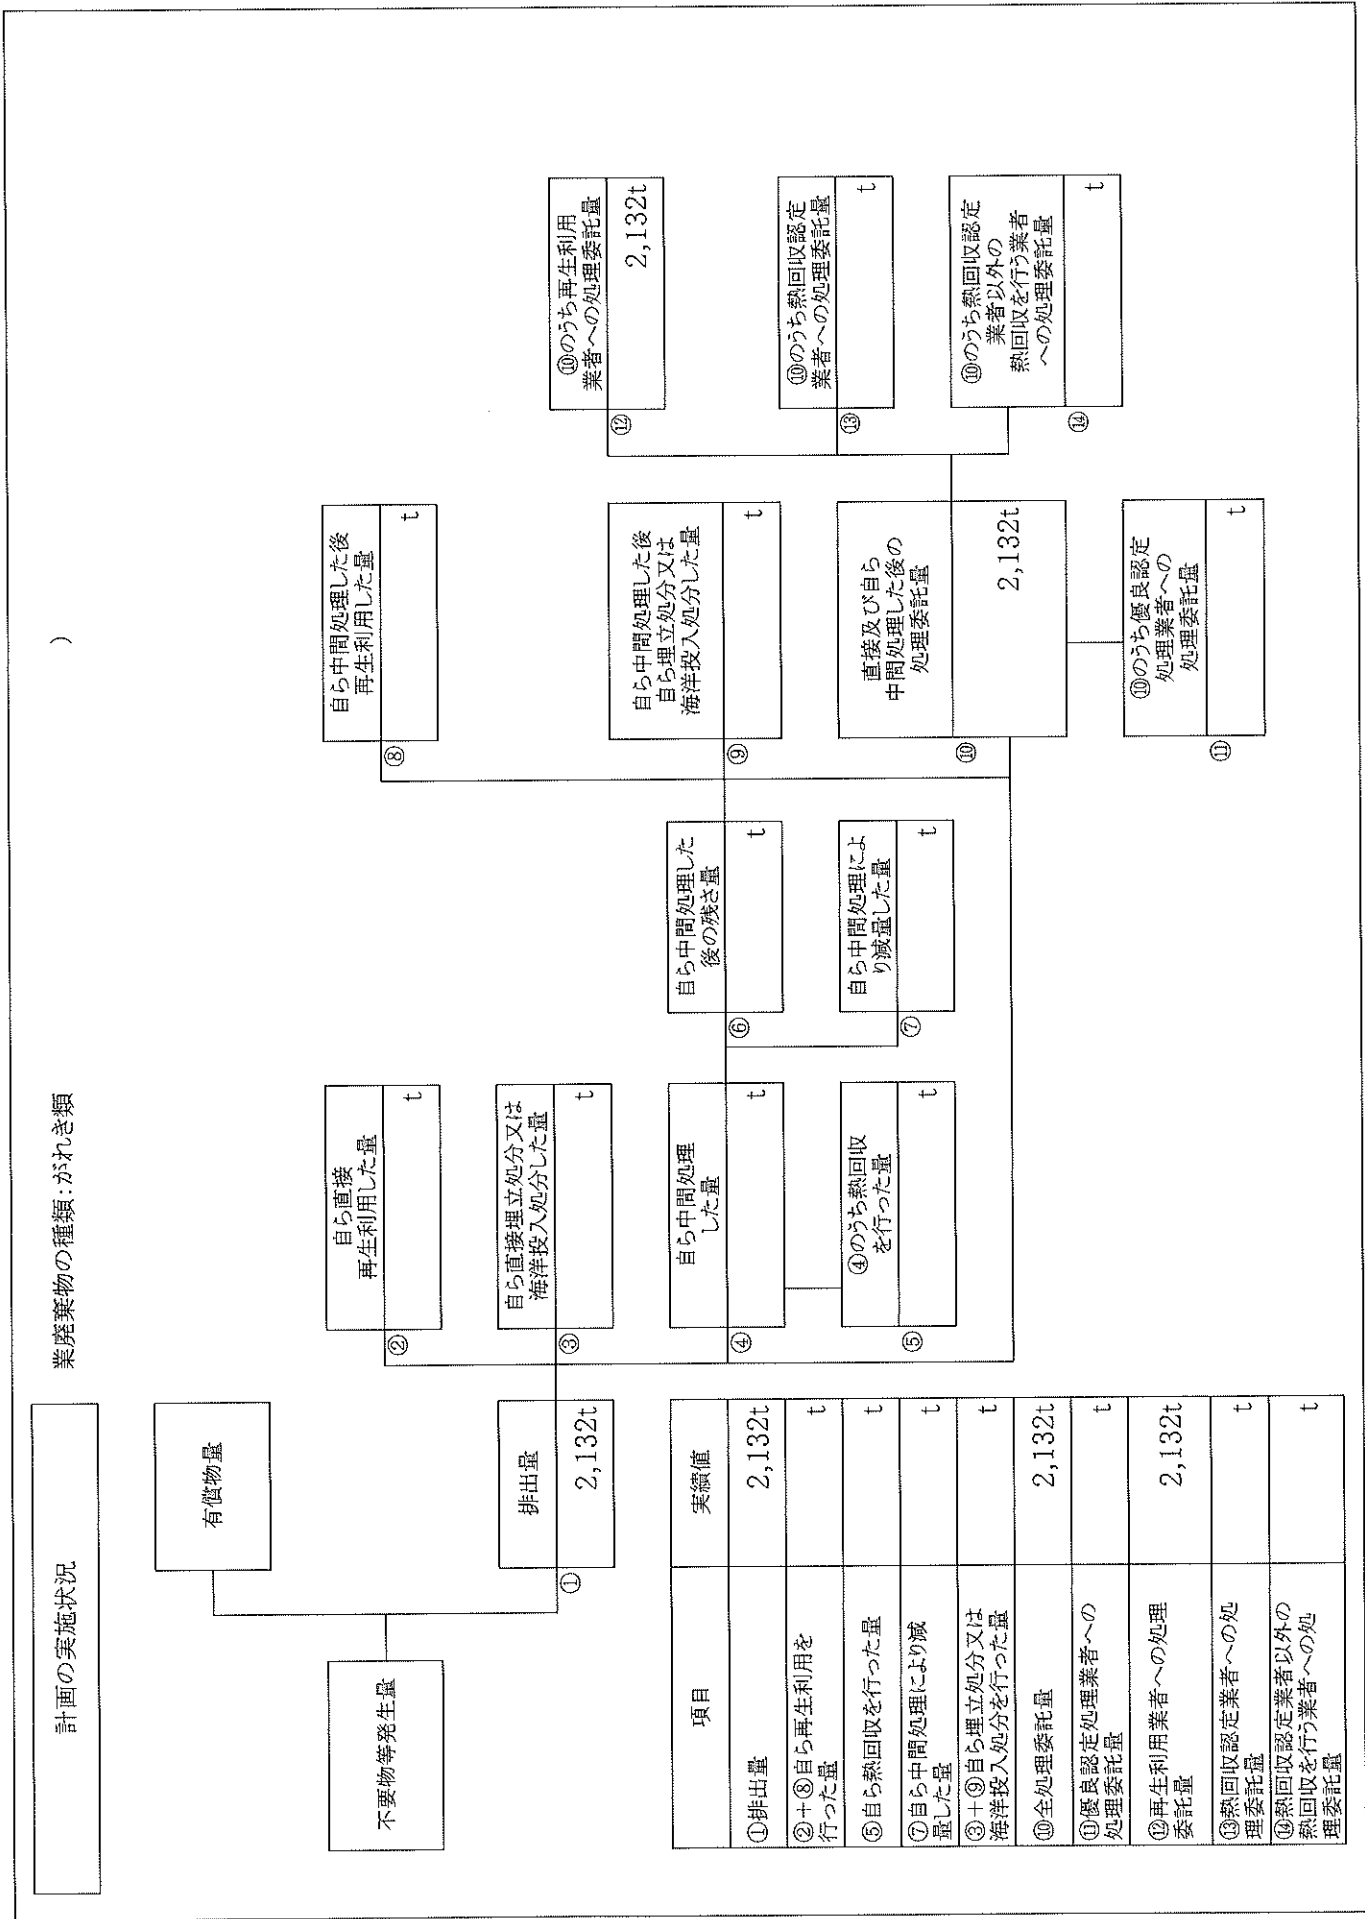 計画の実施状況
業廃棄物の種類：がれき類
）
不要物等発生量
有償物量
排出量
①
2,132t
自ら直接
再生利用した量
②
t
自ら直接埋立処分又は
海洋投入処分した量
③
t
自ら中間処理
した量
④
t
④のうち熱回収
を行った量
⑤
t
自ら中間処理した
後の残さ量
⑥
t
自ら中間処理によ
り減量した量
⑦
t
自ら中間処理した後
再生利用した量
⑧
t
自ら中間処理した後
自ら埋立処分又は
海洋投入処分した量
⑨
t
直接及び自ら
中間処理した後の
処理委託量
⑩
2,132t
⑩のうち優良認定
処理業者への
処理委託量
⑪
t
⑩のうち再生利用
業者への処理委託量
⑫
2,132t
⑩のうち熱回収認定
業者への処理委託量
⑬
t
⑩のうち熱回収認定
業者以外の
熱回収を行う業者
への処理委託量
⑭
t
項目 実績値
①排出量 2,132t
②＋⑧自ら再生利用を
行った量 t
⑤自ら熱回収を行った量 t
⑦自ら中間処理により減
量した量 t
③＋⑨自ら埋立処分又は
海洋投入処分を行った量 t
⑩全処理委託量 2,132t
⑪優良認定処理業者への
処理委託量 t
⑫再生利用業者への処理
委託量 2,132t
⑬熱回収認定業者への処
理委託量 t
⑭熱回収認定業者以外の
熱回収を行う業者への処
理委託量 t